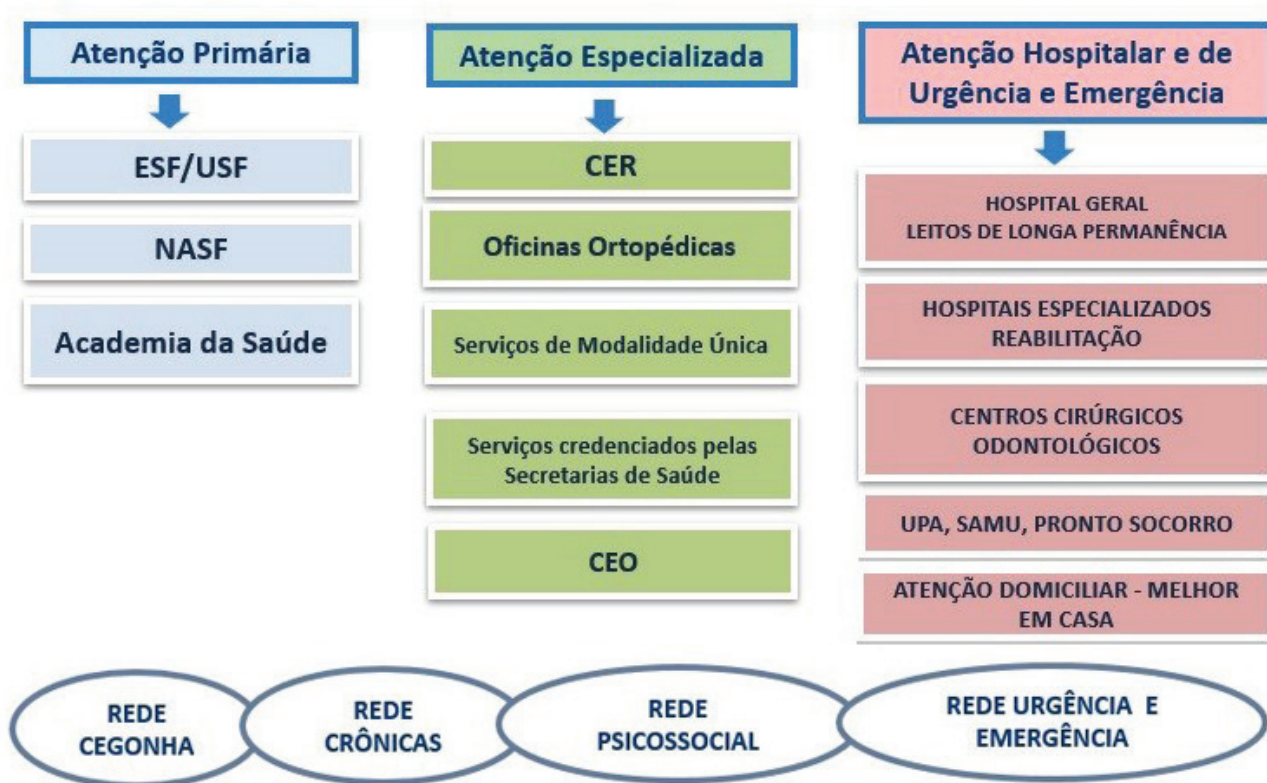 Atenção Primária
ESF/USF
NASF
Academia da Saúde
Atenção Especializada
CER
Oficinas Ortopédicas
Serviços de Modalidade Única
Serviços credenciados pelas
Secretarias de Saúde
CEO
Atenção Hospitalar e de
Urgência e Emergência
HOSPITAL GERAL
LEITOS DE LONGA PERMANÊNCIA
HOSPITAIS ESPECIALIZADOS
REABILITAÇÃO
CENTROS CIRÚRGICOS
ODONTOLÓGICOS
UPA, SAMU, PRONTO SOCORRO
ATENÇÃO DOMICILIAR - MELHOR
EM CASA
REDE
CEGONHA
REDE
CRÔNICAS
REDE
PSICOSSOCIAL
REDE URGÊNCIA E
EMERGÊNCIA